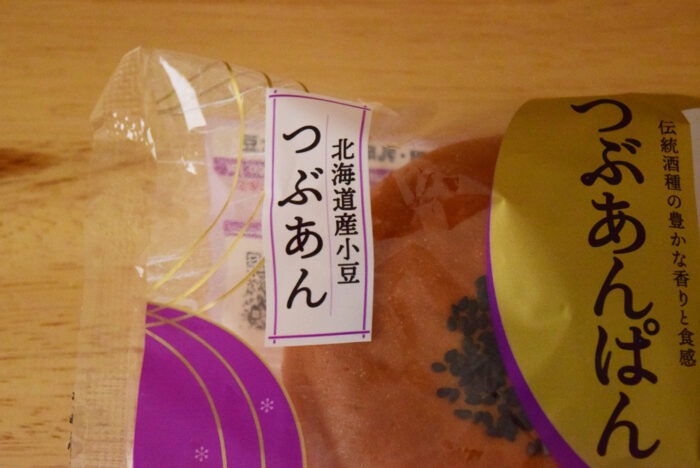 伝統酒種の豊かな香りと食感
つぶあんぱん
北海道産小豆
つぶあん